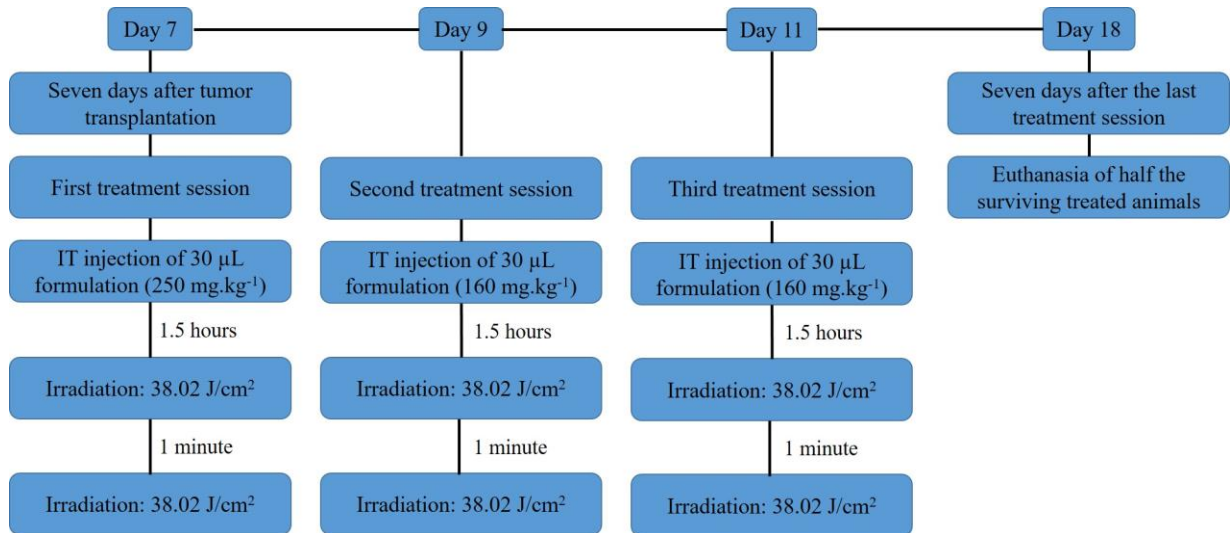 Day 7
Day 9
Day 11
Day 18
Seven days after tumor
transplantation
First treatment session
IT injection of 30 µL
formulation (250 mg.kg⁻¹)
1.5 hours
Irradiation: 38.02 J/cm²
1 minute
Irradiation: 38.02 J/cm²
Second treatment session
IT injection of 30 µL
formulation (160 mg.kg⁻¹)
1.5 hours
Irradiation: 38.02 J/cm²
1 minute
Irradiation: 38.02 J/cm²
Third treatment session
IT injection of 30 µL
formulation (160 mg.kg⁻¹)
1.5 hours
Irradiation: 38.02 J/cm²
1 minute
Irradiation: 38.02 J/cm²
Seven days after the last
treatment session
Euthanasia of half the
surviving treated animals